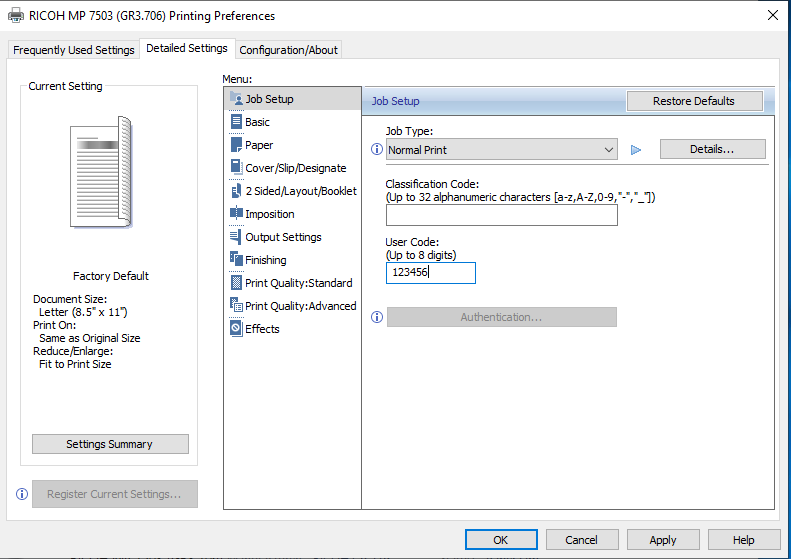 RICOH MP 7503 (GR3.706) Printing Preferences
Frequently Used Settings
Detailed Settings
Configuration/About
Current Setting
Factory Default
Document Size:
Letter (8.5" x 11")
Print On:
Same as Original Size
Reduce/Enlarge:
Fit to Print Size
Settings Summary
Register Current Settings...
Menu:
Job Setup
Basic
Paper
Cover/Slip/Designate
2 Sided/Layout/Booklet
Imposition
Output Settings
Finishing
Print Quality:Standard
Print Quality:Advanced
Effects
Job Setup
Restore Defaults
Job Type:
Normal Print
Details...
Classification Code:
(Up to 32 alphanumeric characters [a-z,A-Z,0-9,"-","_"])
User Code:
(Up to 8 digits)
123456
Authentication...
OK
Cancel
Apply
Help